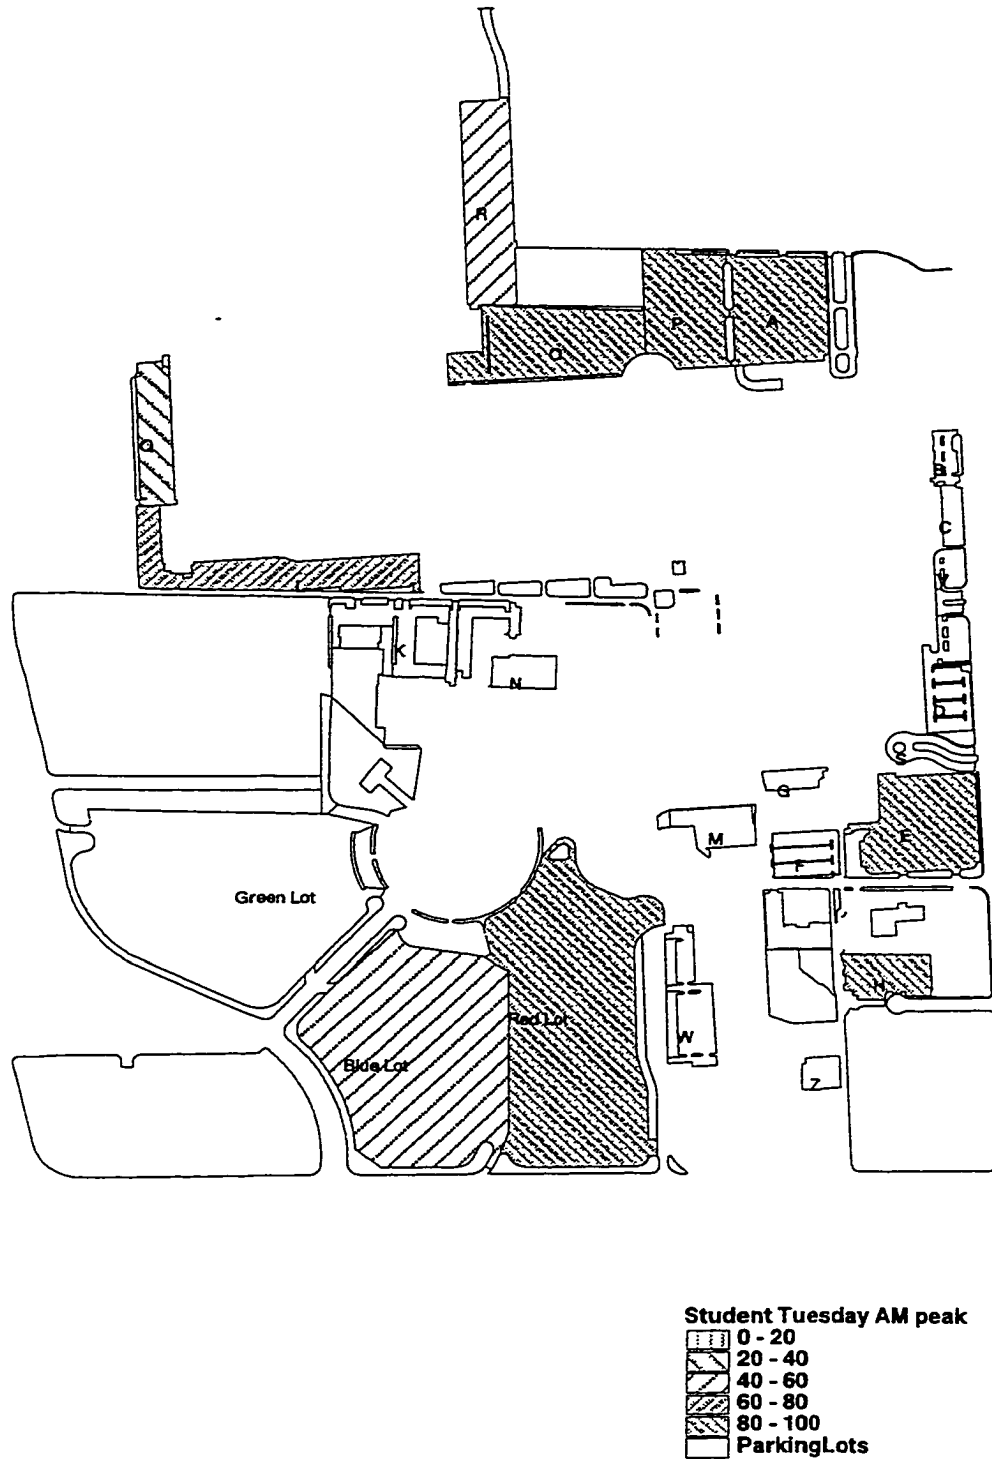 R
P
A
O
Q
B
C
V
K
N
D
S
G
M
E
F
Green Lot
H
Red Lot
W
Blue Lot
Z
Student Tuesday AM peak
0 - 20
20 - 40
40 - 60
60 - 80
80 - 100
ParkingLots